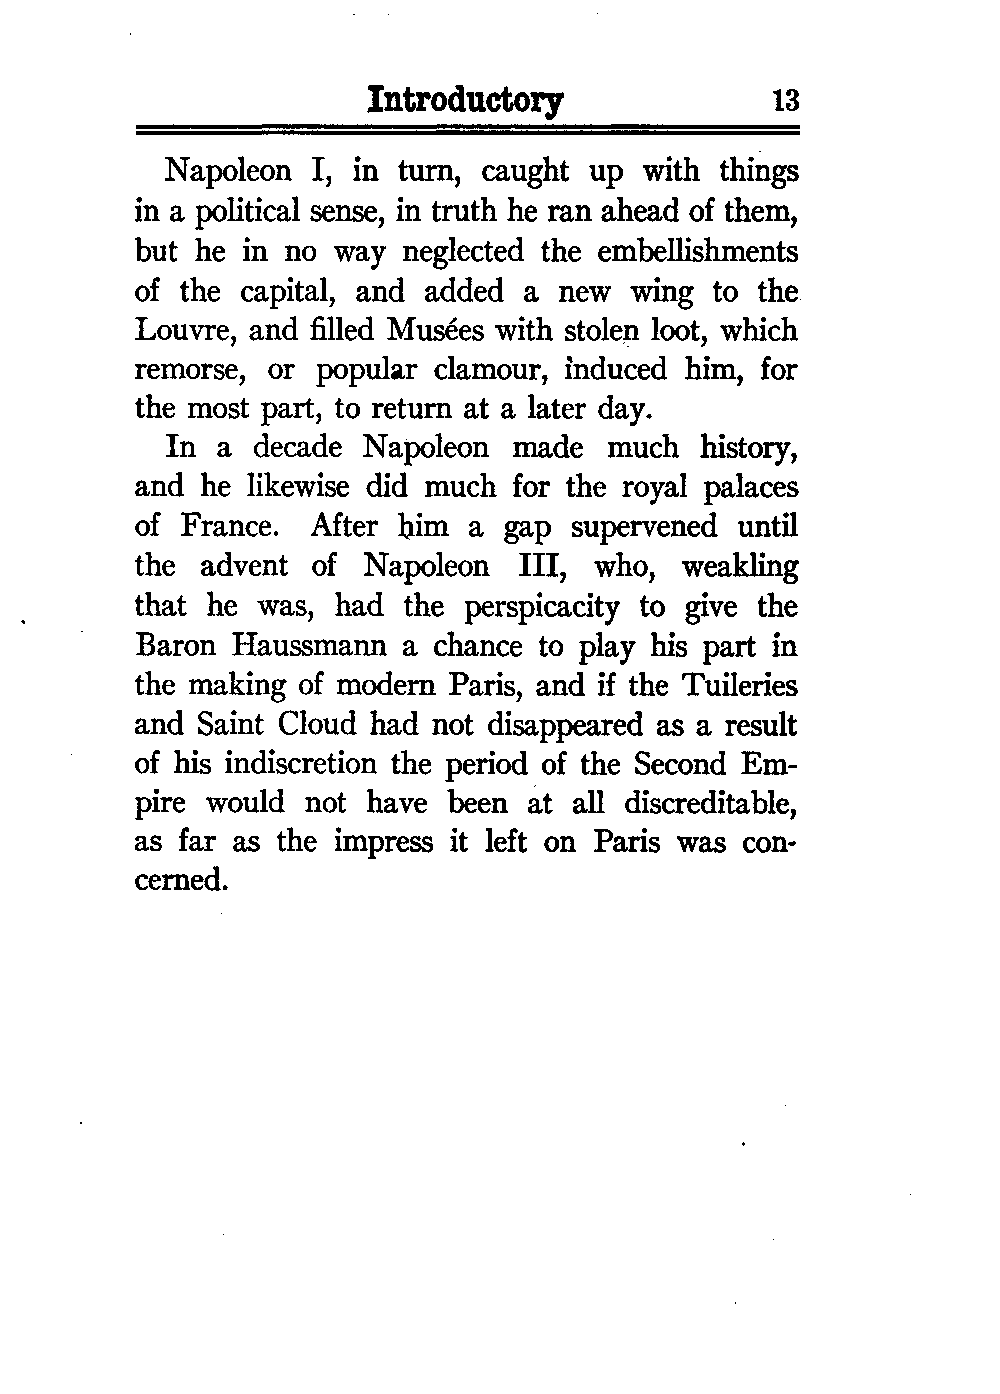 Introductory 13
Napoleon I, in turn, caught up with things
in a political sense, in truth he ran ahead of them,
but he in no way neglected the embellishments
of the capital, and added a new wing to the
Louvre, and filled Musées with stolen loot, which
remorse, or popular clamour, induced him, for
the most part, to return at a later day.
In a decade Napoleon made much history,
and he likewise did much for the royal palaces
of France. After him a gap supervened until
the advent of Napoleon III, who, weakling
that he was, had the perspicacity to give the
Baron Haussmann a chance to play his part in
the making of modern Paris, and if the Tuileries
and Saint Cloud had not disappeared as a result
of his indiscretion the period of the Second Em-
pire would not have been at all discreditable,
as far as the impress it left on Paris was con-
cerned.